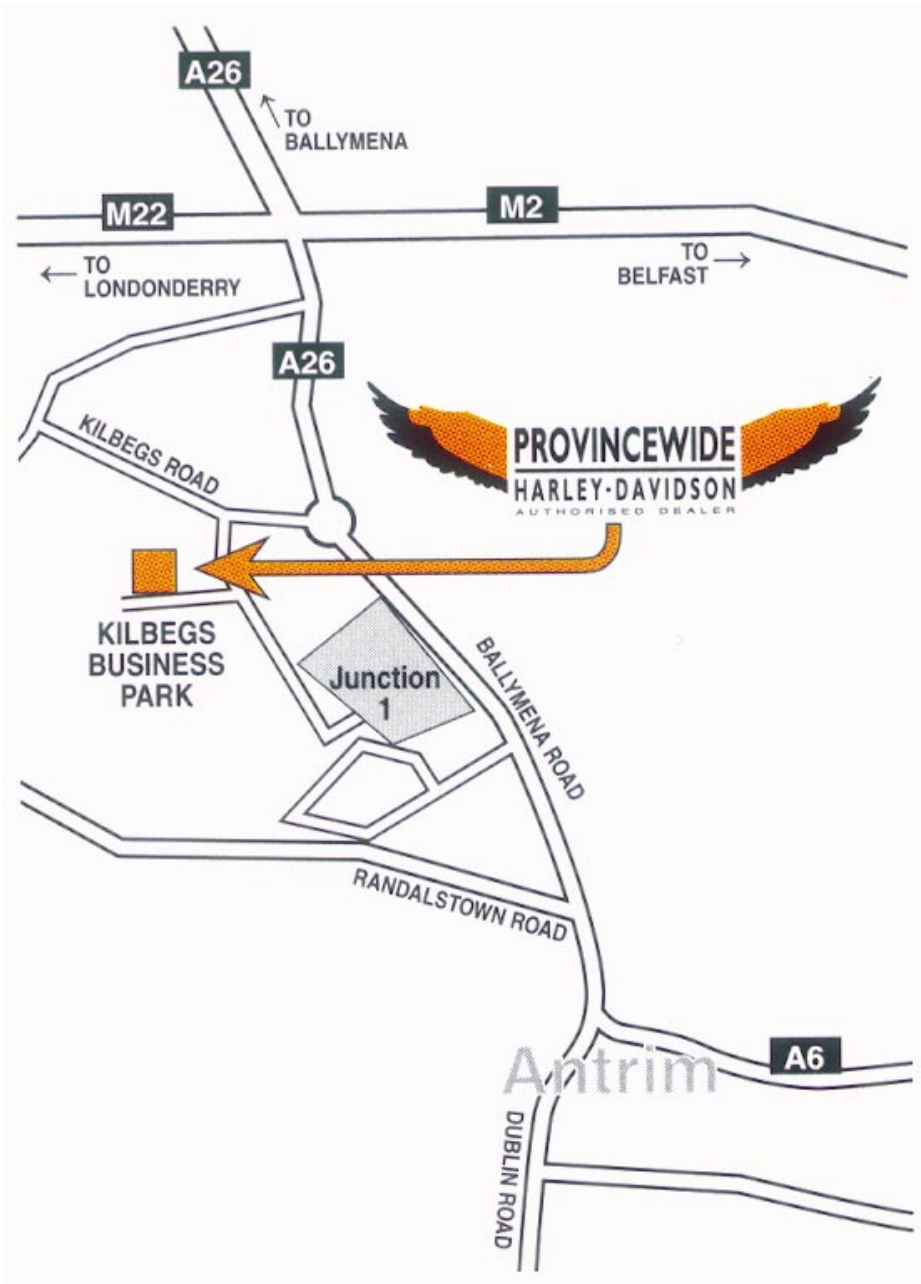 A26
TO
BALLYMENA
M22
M2
TO
LONDONDERRY
TO
BELFAST
A26
KILBEGS ROAD
PROVINCEWIDE
HARLEY-DAVIDSON
AUTHORISED DEALER
KILBEGS
BUSINESS
PARK
Junction
1
BALLYMENA ROAD
RANDALSTOWN ROAD
Antrim
A6
DUBLIN ROAD